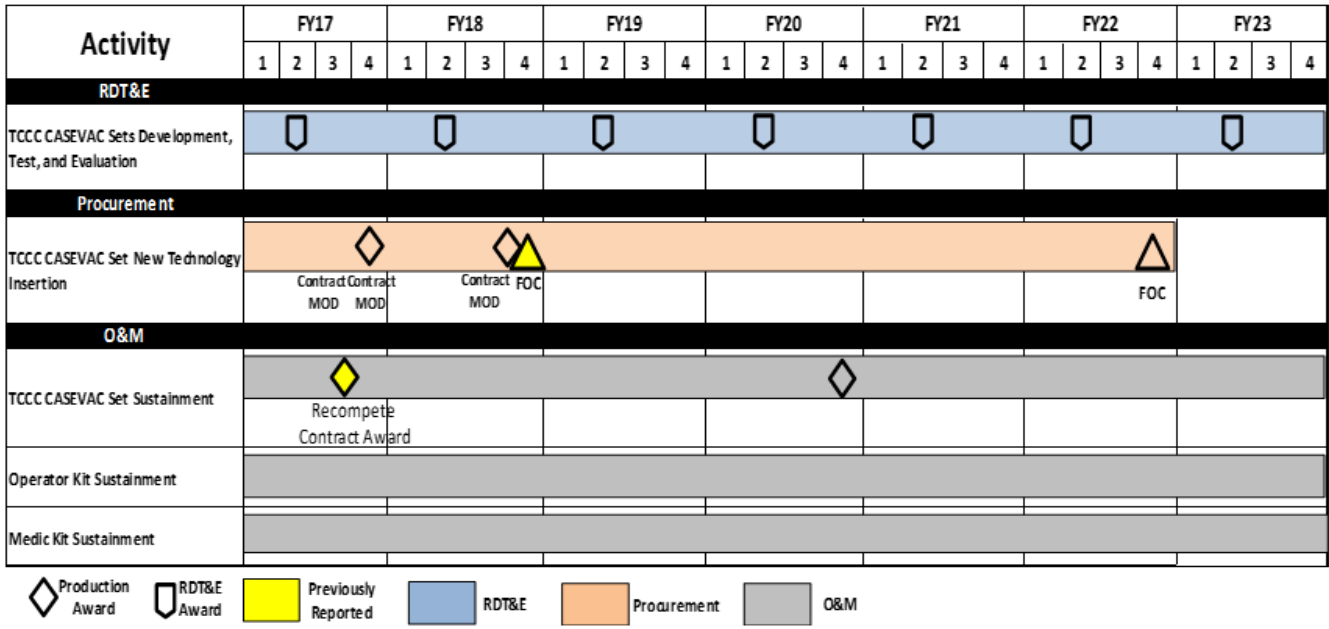 Activity
FY17 FY18 FY19 FY20 FY21 FY22 FY23
1 2 3 4 1 2 3 4 1 2 3 4 1 2 3 4 1 2 3 4 1 2 3 4 1 2 3 4
RDT&E
TCCC CASEVAC Sets Development,
Test, and Evaluation
Procurement
TCCC CASEVAC Set New Technology
Insertion
Contract Contract Contract FOC FOC
MOD MOD MOD
O&M
TCCC CASEVAC Set Sustainment
Recompete
Contract Award
Operator Kit Sustainment
Medic Kit Sustainment
Production
Award
RDT&E
Award
Previously
Reported
RDT&E
Procurement
O&M